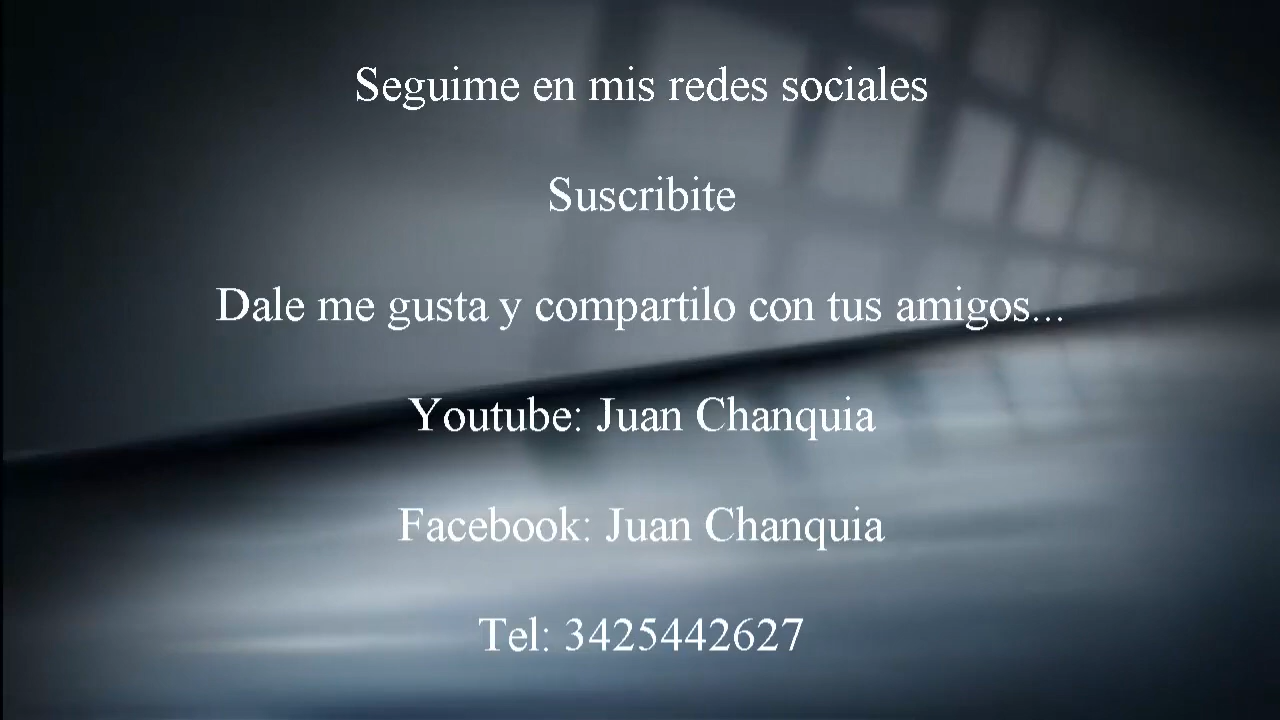 Seguime en mis redes sociales
Suscribite
Dale me gusta y compartilo con tus amigos...
Youtube: Juan Chanquia
Facebook: Juan Chanquia
Tel: 3425442627